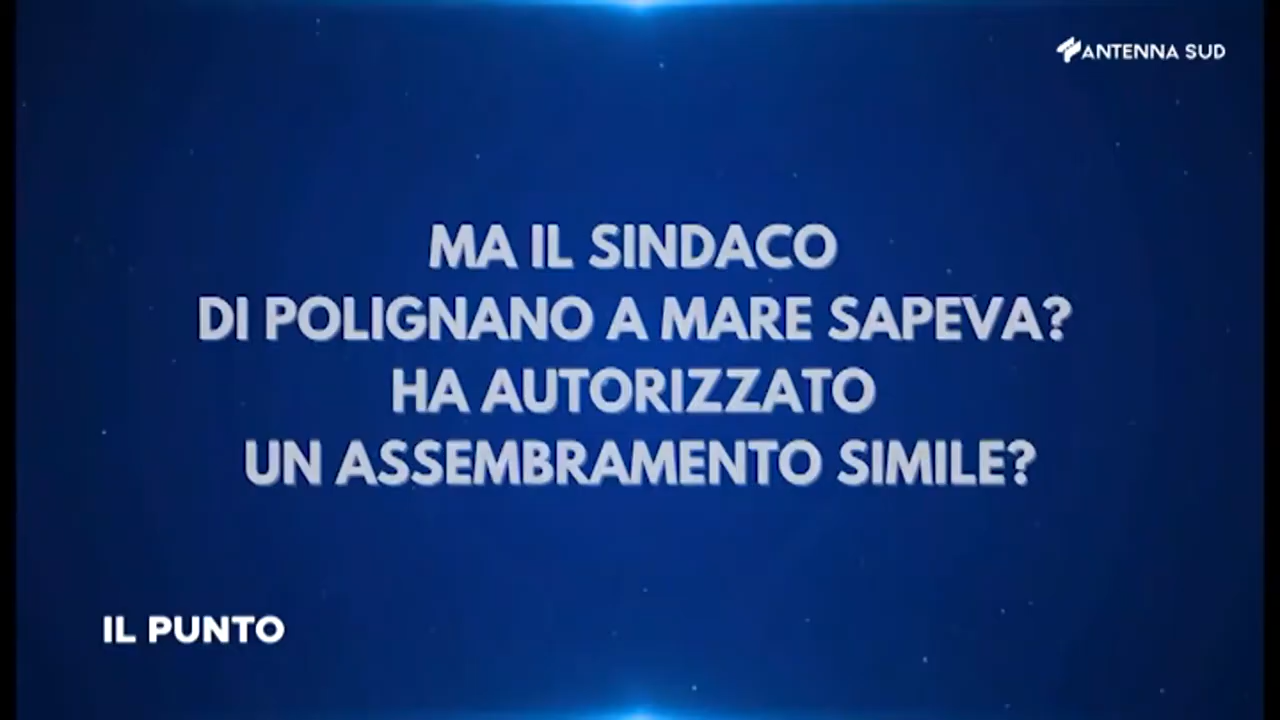 ANTENNA SUD
MA IL SINDACO
DI POLIGNANO A MARE SAPEVA?
HA AUTORIZZATO
UN ASSEMBRAMENTO SIMILE?
IL PUNTO